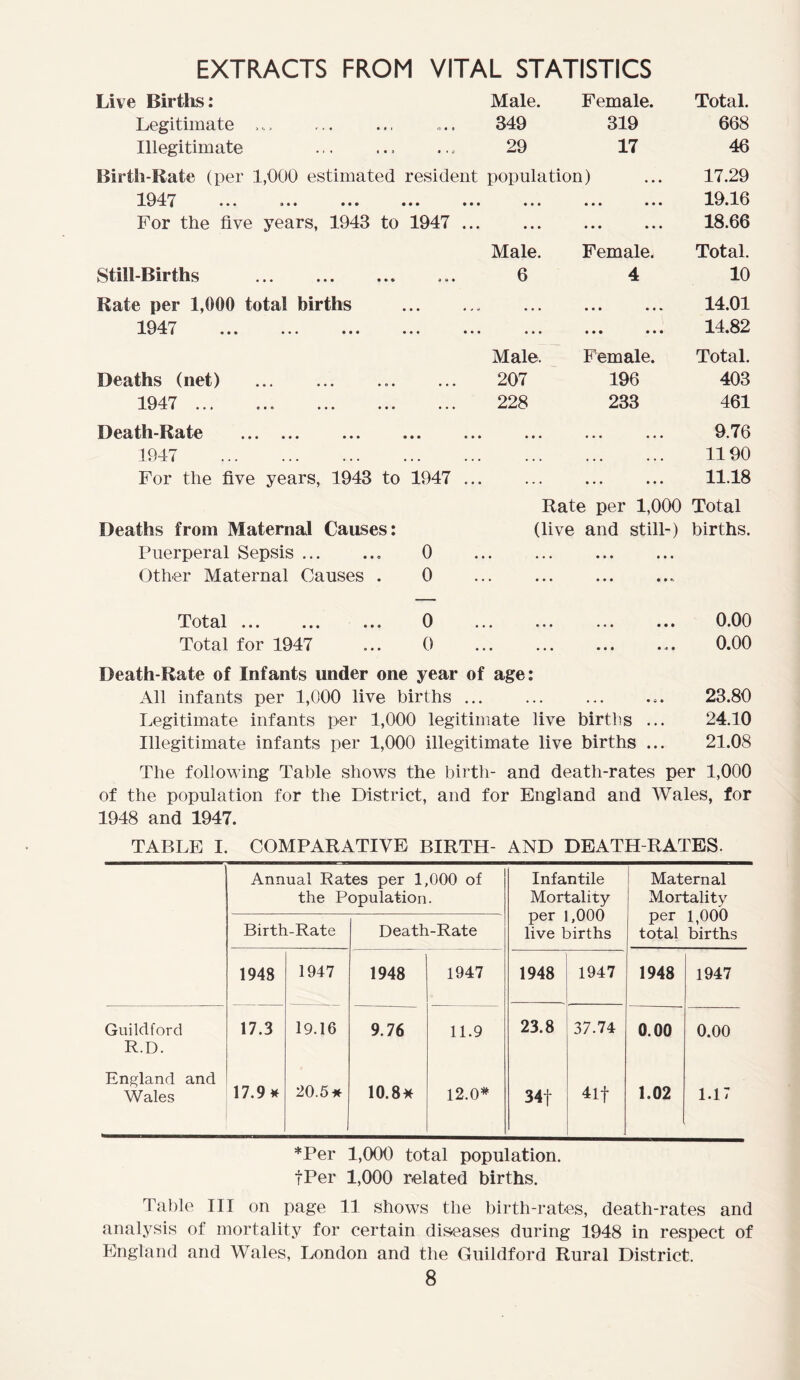 EXTRACTS FROM VITAL STATISTICS
Live Births: Male. Female. Total.
Legitimate ... ... ... ... 349 319 668
Illegitimate ... ... ... 29 17 46
Birth-Rate (per 1,000 estimated resident population) ... 17.29
1947 ... ... ... ... ... ... ... ... 19.16
For the five years, 1943 to 1947 ... ... ... ... 18.66
Male. Female. Total.
Still-Births ... ... ... ... 6 4 10
Rate per 1,000 total births ... ... ... ... ... 14.01
1947 ... ... ... ... ... ... ... ... 14.82
Male. Female. Total.
Deaths (net) ... ... ... ... 207 196 403
1947 ... ... ... ... ... 228 233 461
Death-Rate ... ... ... ... ... ... ... ... 9.76
1947 ... ... ... ... ... ... ... ... 11 90
For the five years, 1943 to 1947 ... ... ... ... 11.18
Rate per 1,000 Total
Deaths from Maternal Causes: (live and still-) births.
Puerperal Sepsis ... ... 0 ... ... ... ...
Other Maternal Causes . 0 ... ... ... ...
Total ... ... ... 0 ... ... ... ... 0.00
Total for 1947 ... 0 ... ... ... ... 0.00
Death-Rate of Infants under one year of age:
All infants per 1,000 live births ... ... ... ... 23.80
Legitimate infants per 1,000 legitimate live births ... 24.10
Illegitimate infants per 1,000 illegitimate live births ... 21.08
The following Table shows the birth- and death-rates per 1,000
of the population for the District, and for England and Wales, for
1948 and 1947.
TABLE I. COMPARATIVE BIRTH- AND DEATH-RATES.
Annual Rates per 1,000 of the Population. Infantile Mortality per 1,000 live births Maternal Mortality per 1,000 total births
Birth-Rate Death-Rate
1948 1947 1948 1947 1948 1947 1948 1947
Guildford R.D. 17.3 19.16 9.76 11.9 23.8 37.74 0.00 0.00
England and Wales 17.9* 20.5* 10.8* 12.0* 34† 41† 1.02 1.17
*Per 1,000 total population.
†Per 1,000 related births.
Table III on page 11 shows the birth-rates, death-rates and
analysis of mortality for certain diseases during 1948 in respect of
England and Wales, London and the Guildford Rural District.
8